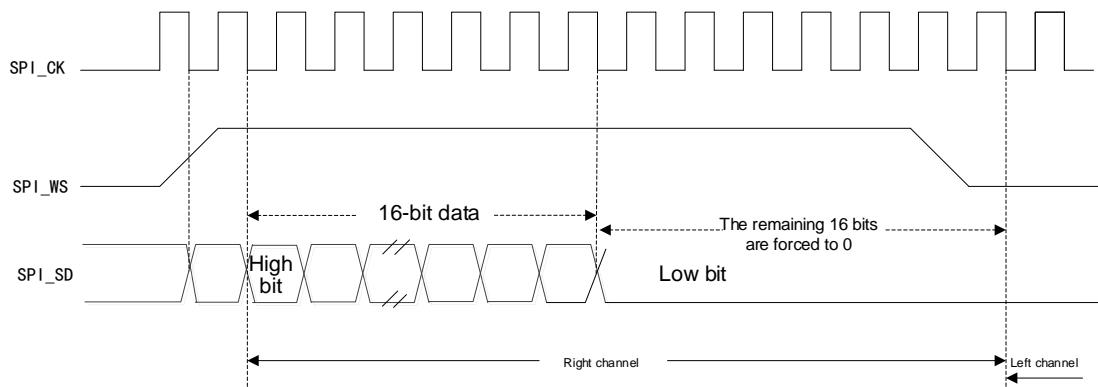 SPI_CK
SPI_WS
16-bit data
The remaining 16 bits
are forced to 0
SPI_SD
High
bit
Low bit
Right channel
Left channel